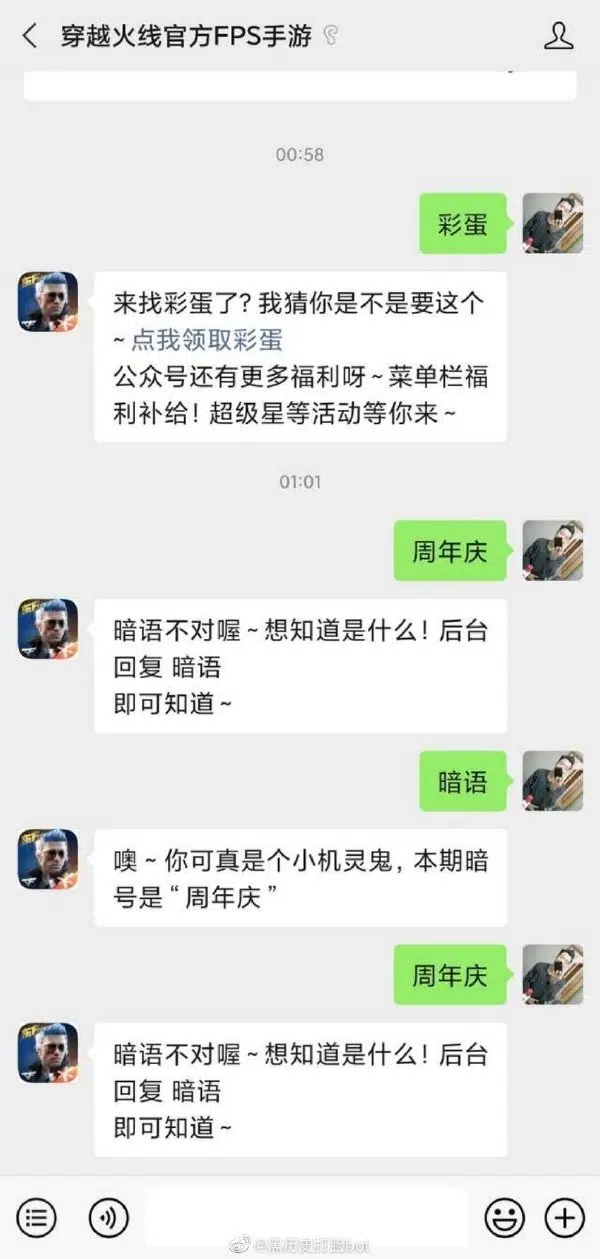 穿越火线官方FPS手游
00:58
彩蛋
来找彩蛋了？我猜你是不是要这个
~点我领取彩蛋
公众号还有更多福利呀~菜单栏福
利补给！超级星等活动等你来~
01:01
周年庆
暗语不对喔~想知道是什么！后台
回复 暗语
即可知道~
暗语
噢~你可真是个小机灵鬼，本期暗
号是“周年庆”
周年庆
暗语不对喔~想知道是什么！后台
回复 暗语
即可知道~
@黑历史打脸bot